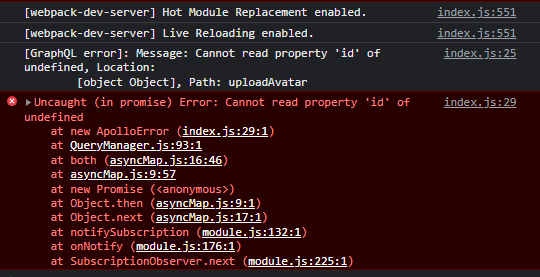 [webpack-dev-server] Hot Module Replacement enabled. index.js:551
[webpack-dev-server] Live Reloading enabled. index.js:551
[GraphQL error]: Message: Cannot read property 'id' of index.js:25
undefined, Location:
[object Object], Path: uploadAvatar
Uncaught (in promise) Error: Cannot read property 'id' of index.js:29
undefined
at new ApolloError (index.js:29:1)
at QueryManager.js:93:1
at both (asyncMap.js:16:46)
at asyncMap.js:9:57
at new Promise (<anonymous>)
at Object.then (asyncMap.js:9:1)
at Object.next (asyncMap.js:17:1)
at notifySubscription (module.js:132:1)
at onNotify (module.js:176:1)
at SubscriptionObserver.next (module.js:225:1)